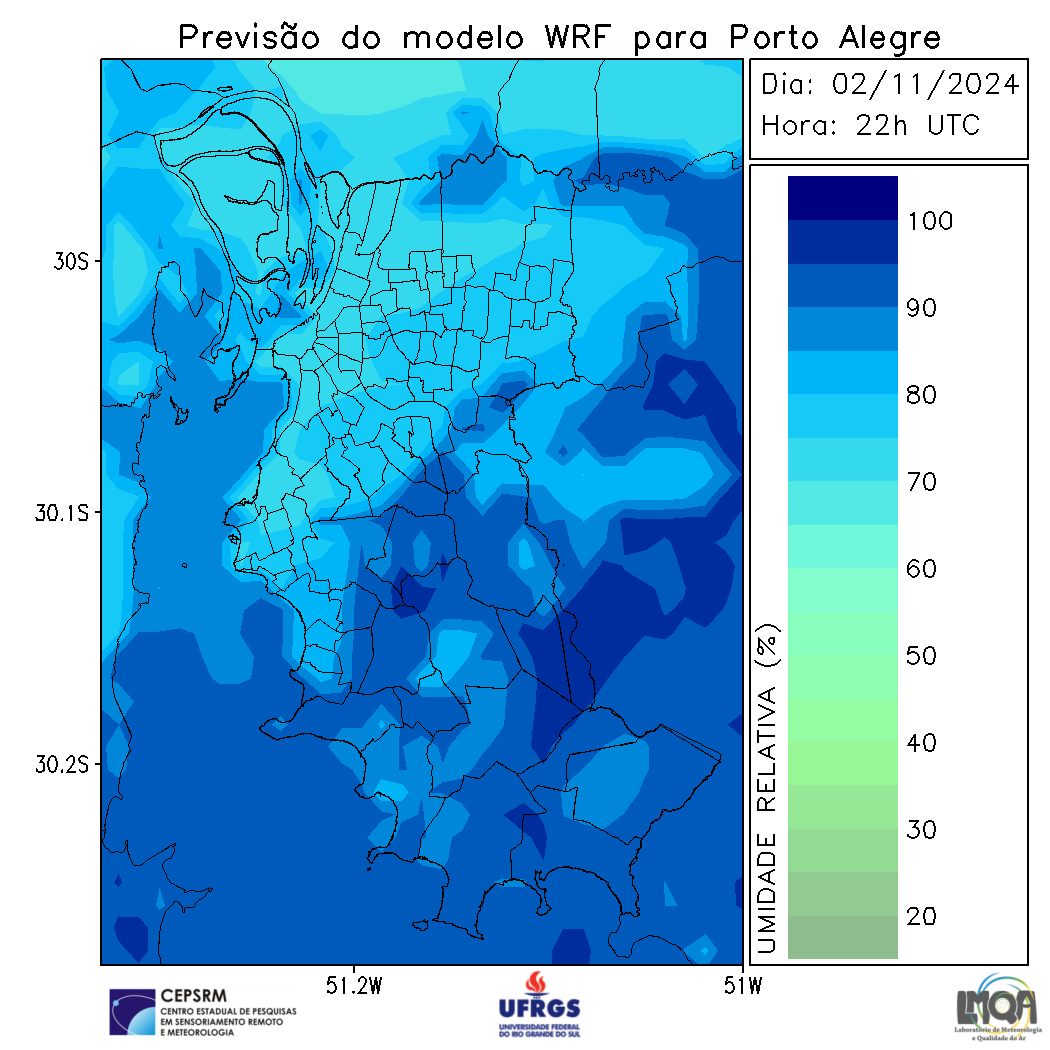 Previsão do modelo WRF para Porto Alegre
Dia: 02/11/2024
Hora: 22h UTC
30S
30.1S
30.2S
51.2W
51W
100
90
80
70
60
50
40
30
20
UMIDADE RELATIVA (%)
CEPSRM
CENTRO ESTADUAL DE PESQUISAS
EM SENSORIAMENTO REMOTO
E METEOROLOGIA
UFRGS
UNIVERSIDADE FEDERAL
DO RIO GRANDE DO SUL
LMQA
Laboratório de Meteorologia
e Qualidade do Ar